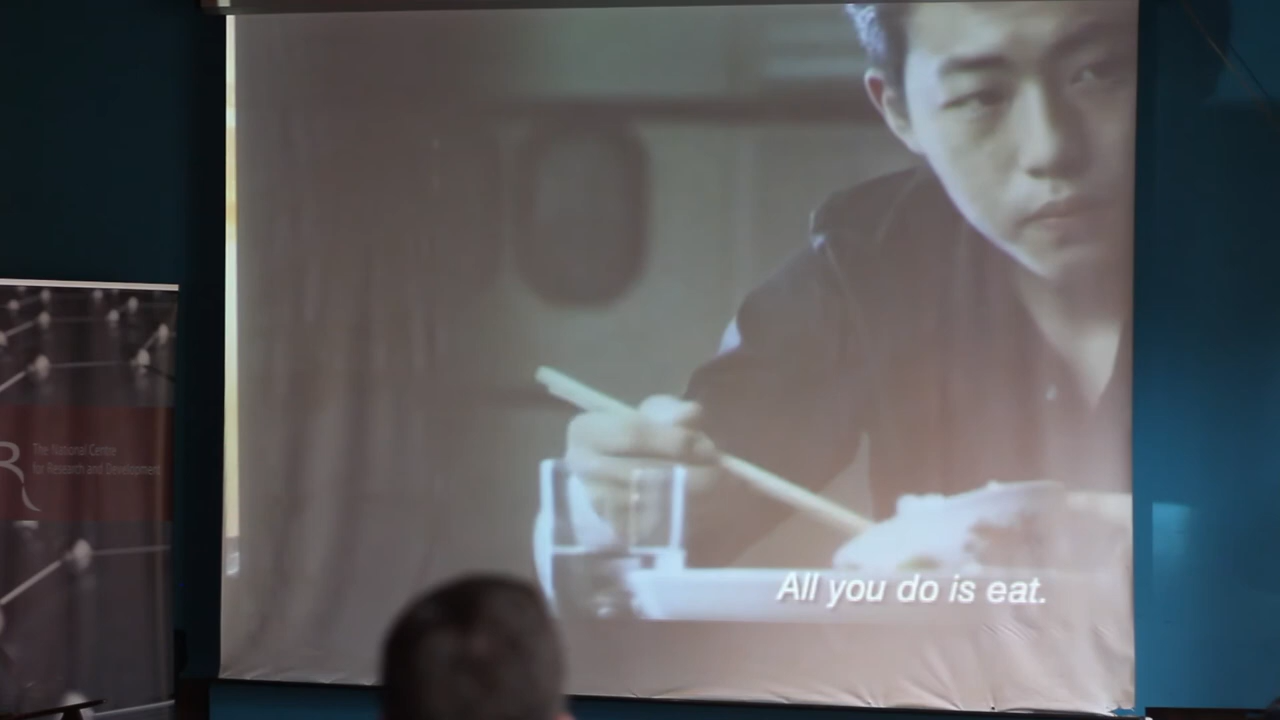 The National Centre
for Research and Development
All you do is eat.